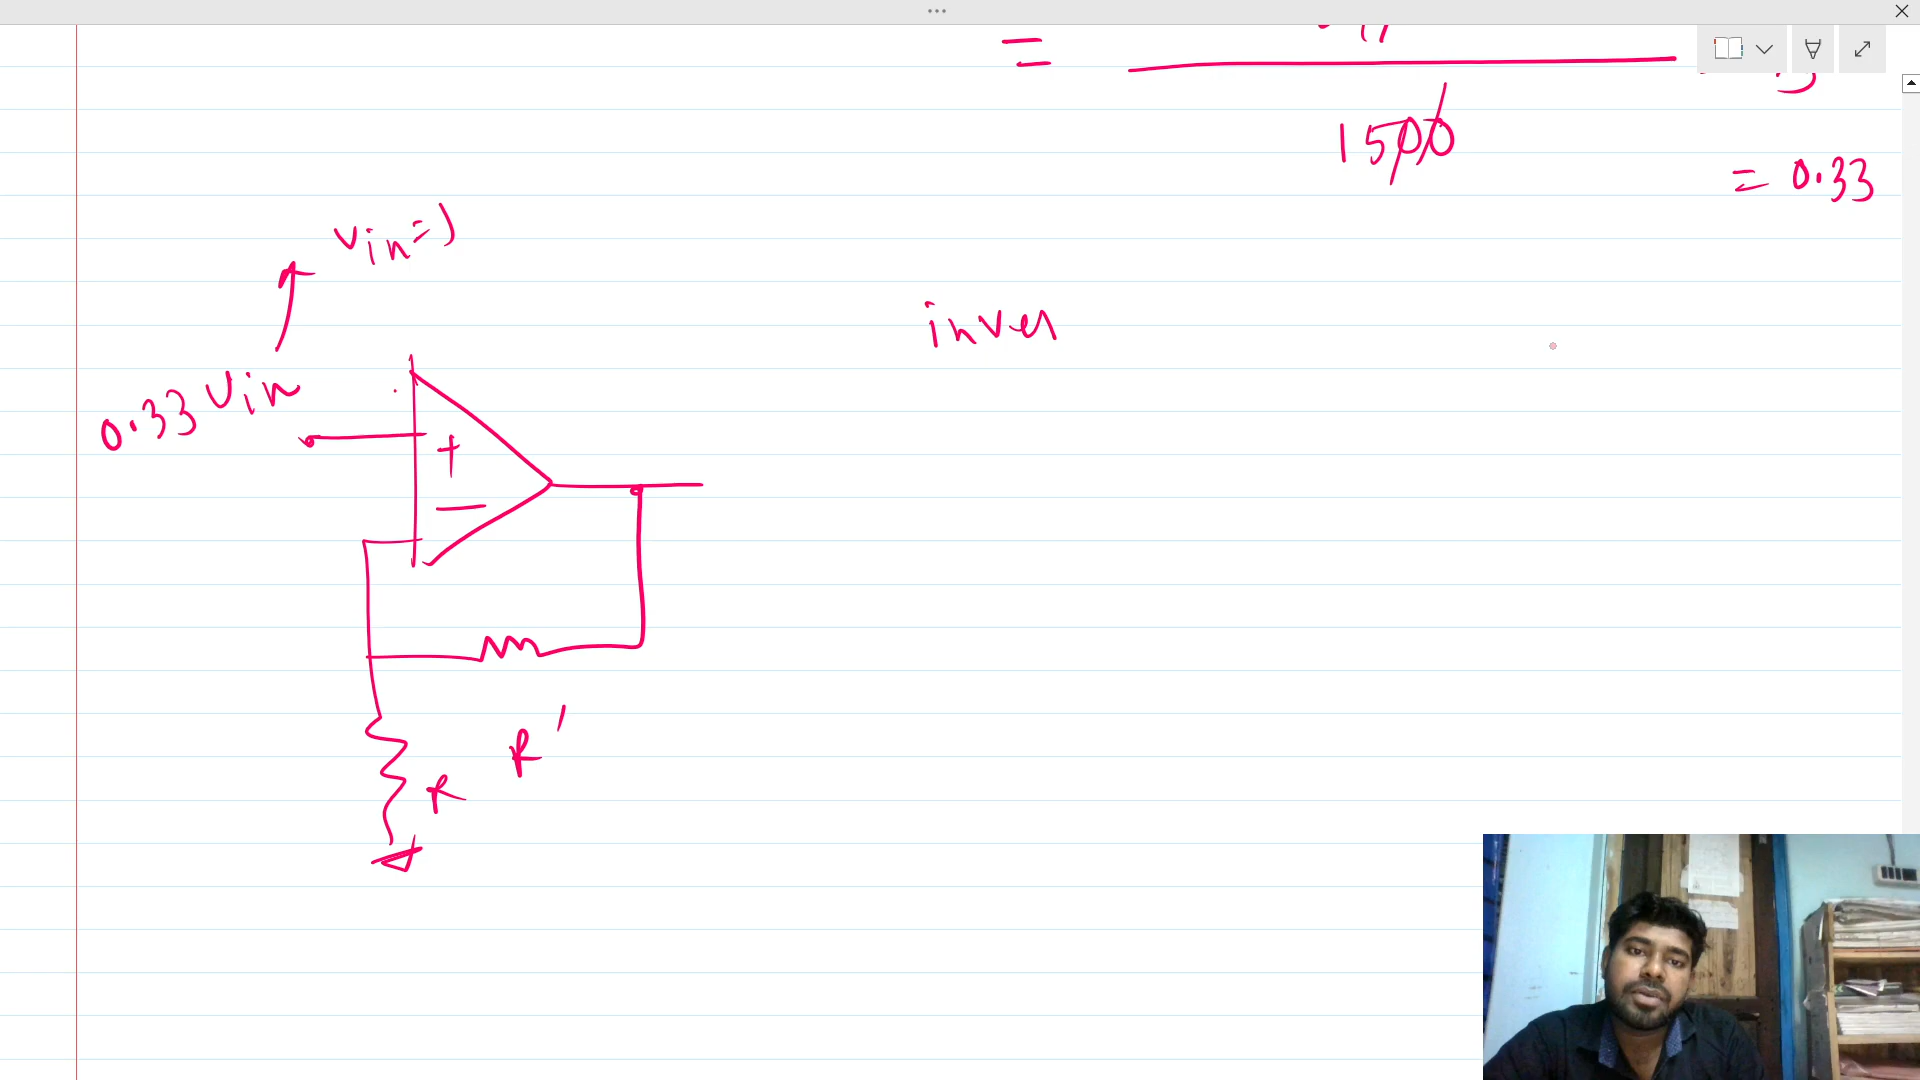 =
1500
= 0.33
Vin =
inver
0.33 Vin
+
−
R'
R